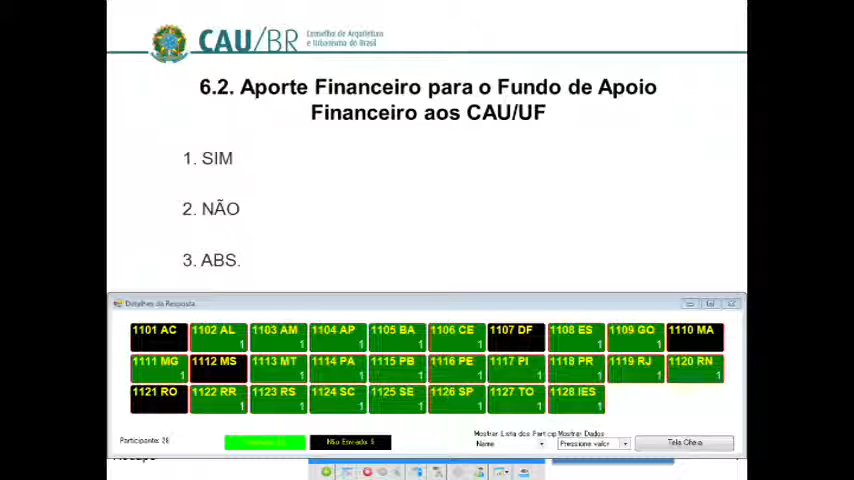 CAU/BR Conselho de Arquitetura
e Urbanismo do Brasil
6.2. Aporte Financeiro para o Fundo de Apoio
Financeiro aos CAU/UF
1. SIM
2. NÃO
3. ABS.
Detalhes da Resposta
1101 AC 1102 AL 1103 AM 1104 AP 1105 BA 1106 CE 1107 DF 1108 ES 1109 GO 1110 MA
1 1 1 1 1 1 1
1111 MG 1112 MS 1113 MT 1114 PA 1115 PB 1116 PE 1117 PI 1118 PR 1119 RJ 1120 RN
1 1 1 1 1 1 1 1 1
1121 RO 1122 RR 1123 RS 1124 SC 1125 SE 1126 SP 1127 TO 1128 IES
1 1 1 1 1 1 1
Participante: 28 Não Enviado: 5 Mostrar Lista dos Particip Mostrar Dados
Nome Pressione valor Tela Cheia